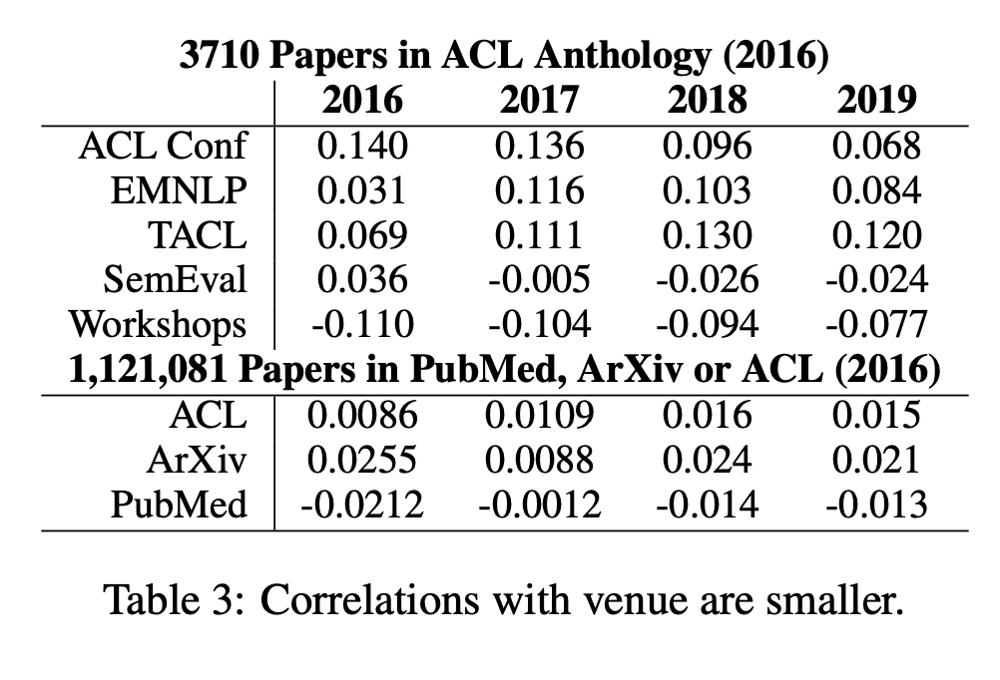 3710 Papers in ACL Anthology (2016)
2016 2017 2018 2019
ACL Conf 0.140 0.136 0.096 0.068
EMNLP 0.031 0.116 0.103 0.084
TACL 0.069 0.111 0.130 0.120
SemEval 0.036 -0.005 -0.026 -0.024
Workshops -0.110 -0.104 -0.094 -0.077
1,121,081 Papers in PubMed, ArXiv or ACL (2016)
ACL 0.0086 0.0109 0.016 0.015
ArXiv 0.0255 0.0088 0.024 0.021
PubMed -0.0212 -0.0012 -0.014 -0.013
Table 3: Correlations with venue are smaller.